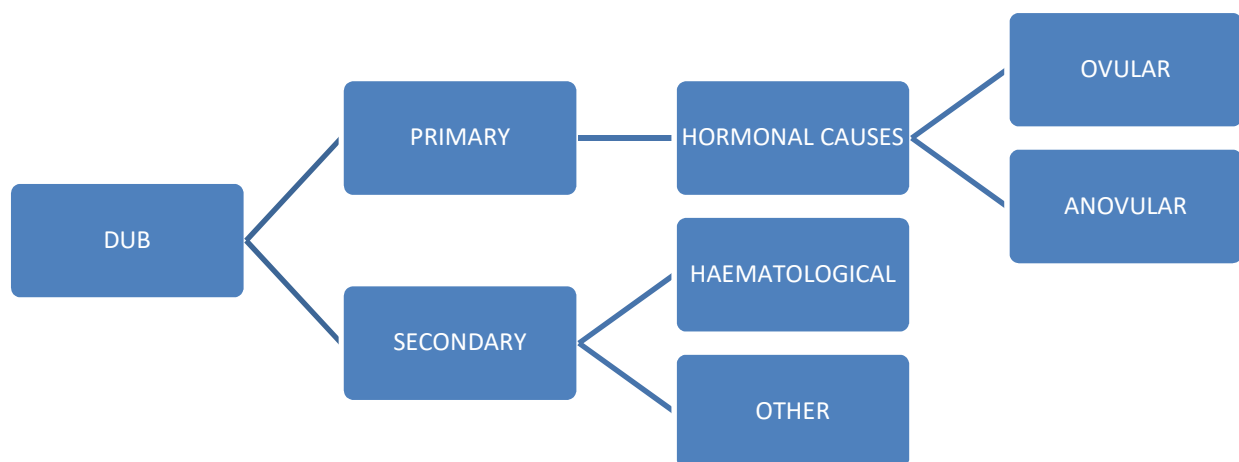 DUB
PRIMARY
HORMONAL CAUSES
OVULAR
ANOVULAR
SECONDARY
HAEMATOLOGICAL
OTHER